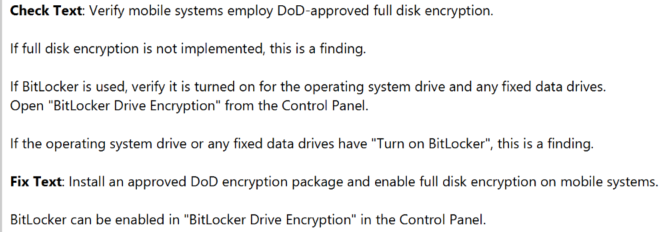 Check Text: Verify mobile systems employ DoD-approved full disk encryption.
If full disk encryption is not implemented, this is a finding.
If BitLocker is used, verify it is turned on for the operating system drive and any fixed data drives.
Open "BitLocker Drive Encryption" from the Control Panel.
If the operating system drive or any fixed data drives have "Turn on BitLocker", this is a finding.
Fix Text: Install an approved DoD encryption package and enable full disk encryption on mobile systems.
BitLocker can be enabled in "BitLocker Drive Encryption" in the Control Panel.